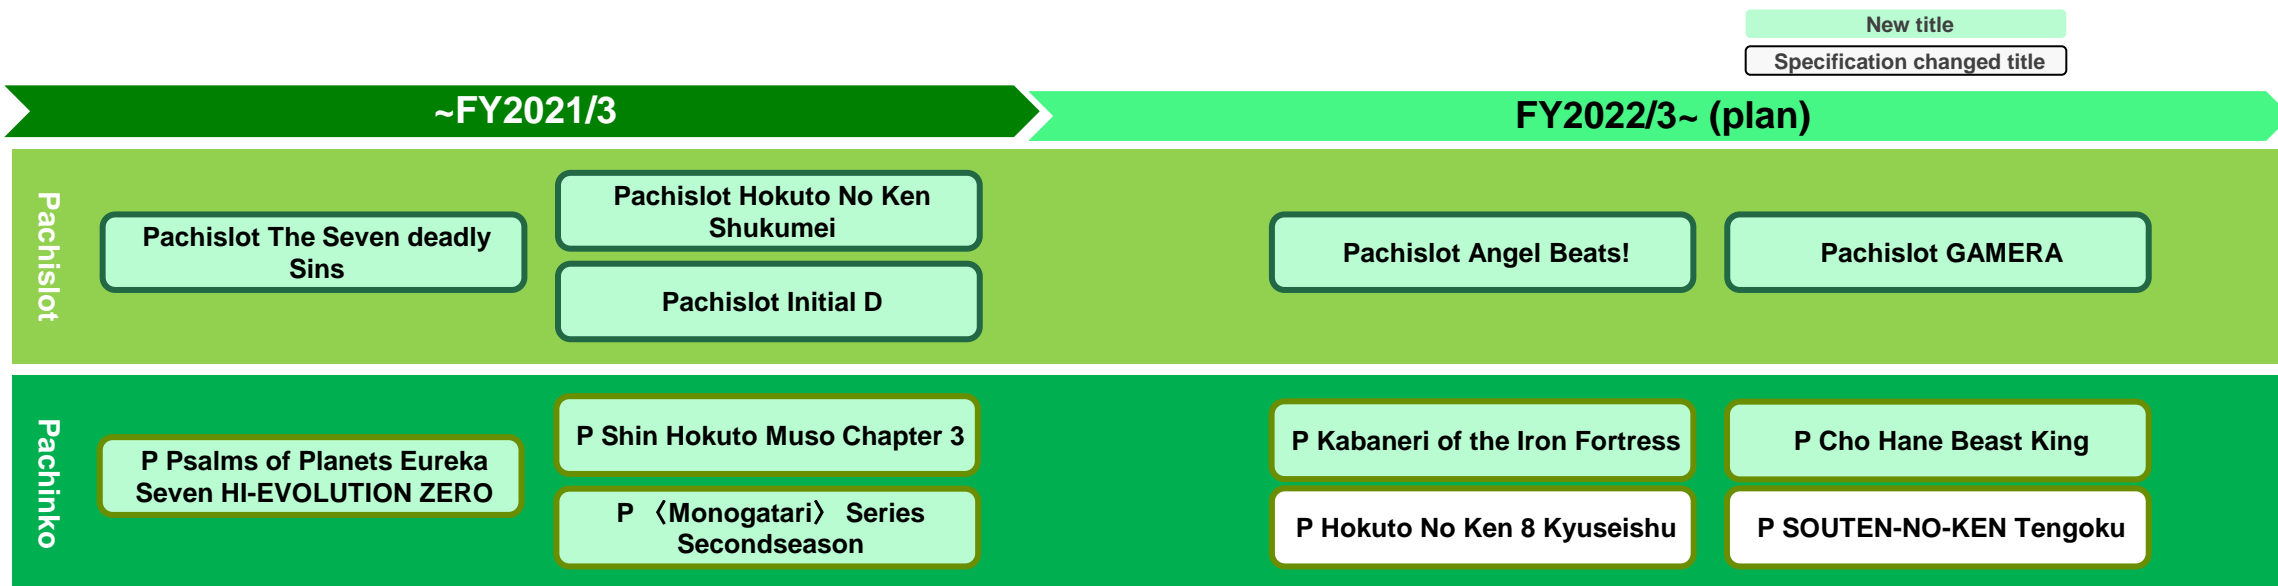 New title
Specification changed title
~FY2021/3
FY2022/3~ (plan)
Pachislot
Pachislot The Seven deadly
Sins
Pachislot Hokuto No Ken
Shukumei
Pachislot Initial D
Pachislot Angel Beats!
Pachislot GAMERA
Pachinko
P Psalms of Planets Eureka
Seven HI-EVOLUTION ZERO
P Shin Hokuto Muso Chapter 3
P 〈Monogatari〉 Series
Secondseason
P Kabaneri of the Iron Fortress
P Cho Hane Beast King
P Hokuto No Ken 8 Kyuseishu
P SOUTEN-NO-KEN Tengoku